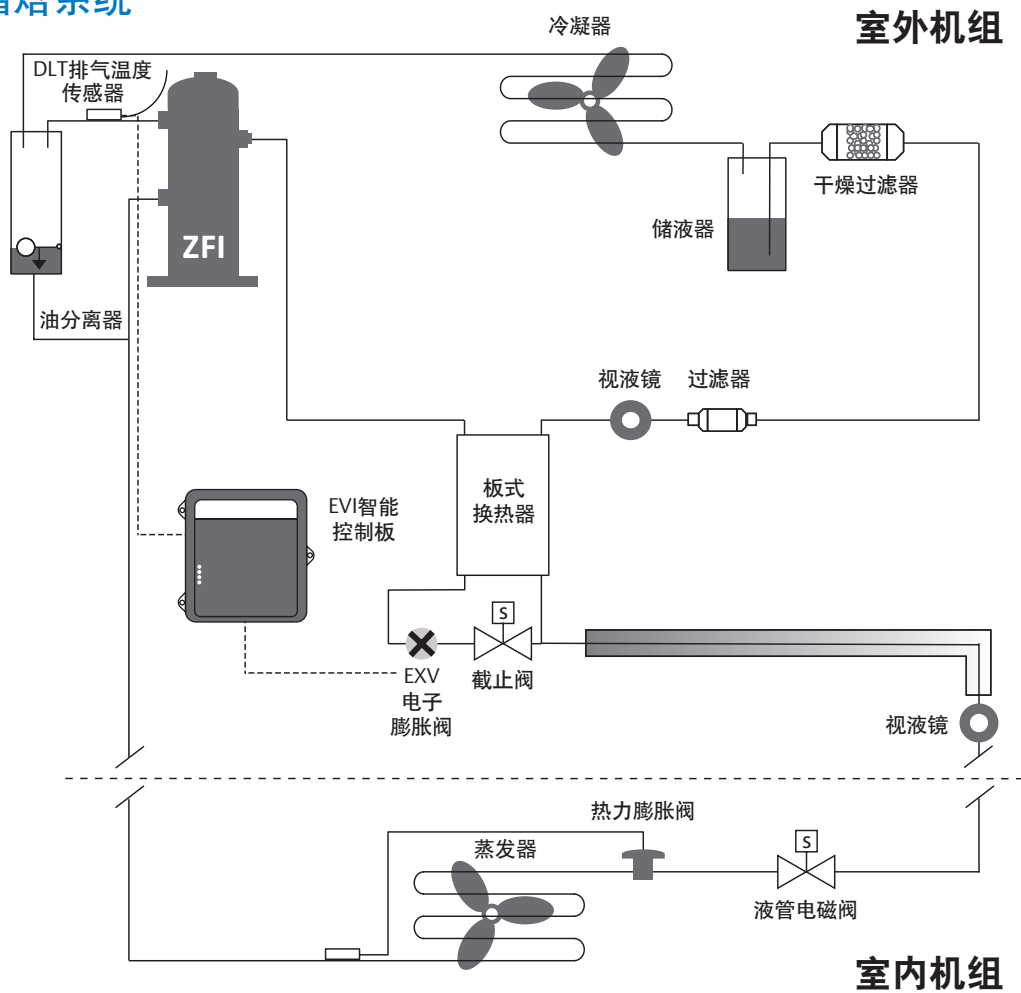 焓系统
室外机组
冷凝器
DLT排气温度
传感器
干燥过滤器
储液器
ZFI
油分离器
视液镜
过滤器
板式
换热器
EVI智能
控制板
S
EXV
电子
膨胀阀
截止阀
视液镜
热力膨胀阀
蒸发器
S
液管电磁阀
室内机组